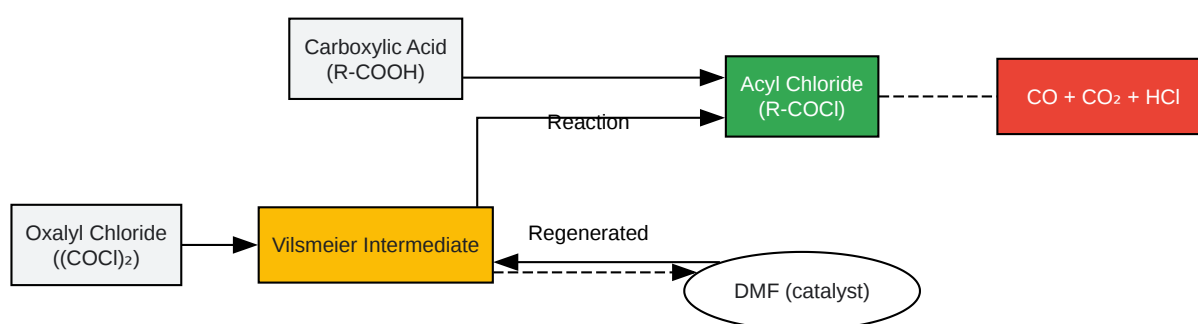 Carboxylic Acid
(R-COOH)
Acyl Chloride
(R-COCl)
CO + CO₂ + HCl
Reaction
Oxalyl Chloride
((COCl)₂)
Vilsmeier Intermediate
Regenerated
DMF (catalyst)